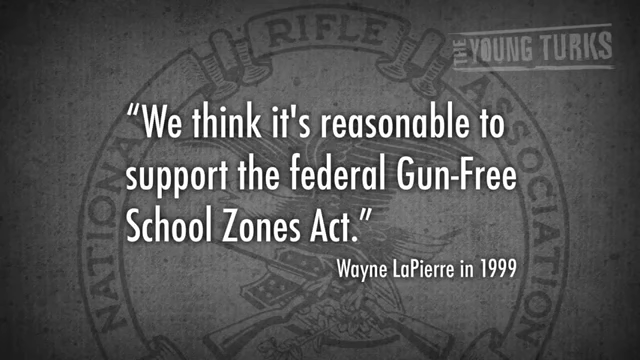 THE YOUNG TURKS
NATIONAL RIFLE ASSOCIATION
“We think it's reasonable to
support the federal Gun-Free
School Zones Act.”
Wayne LaPierre in 1999